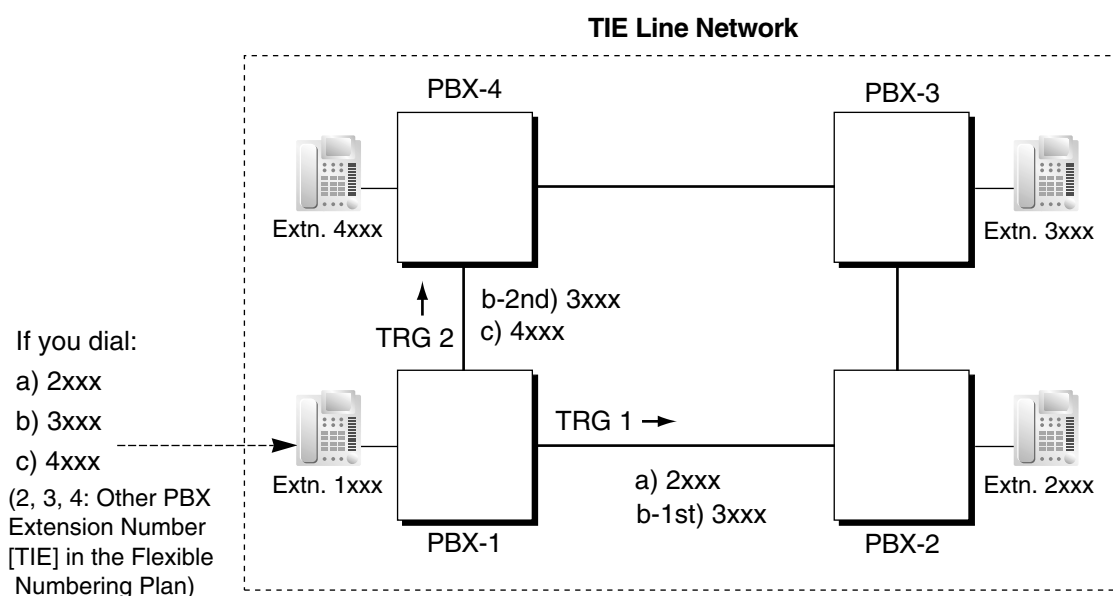 TIE Line Network
PBX-4
PBX-3
Extn. 4xxx
Extn. 3xxx
b-2nd) 3xxx
TRG 2
c) 4xxx
If you dial:
a) 2xxx
b) 3xxx
c) 4xxx
(2, 3, 4: Other PBX
Extension Number
[TIE] in the Flexible
Numbering Plan)
TRG 1
Extn. 1xxx
a) 2xxx
b-1st) 3xxx
Extn. 2xxx
PBX-1
PBX-2